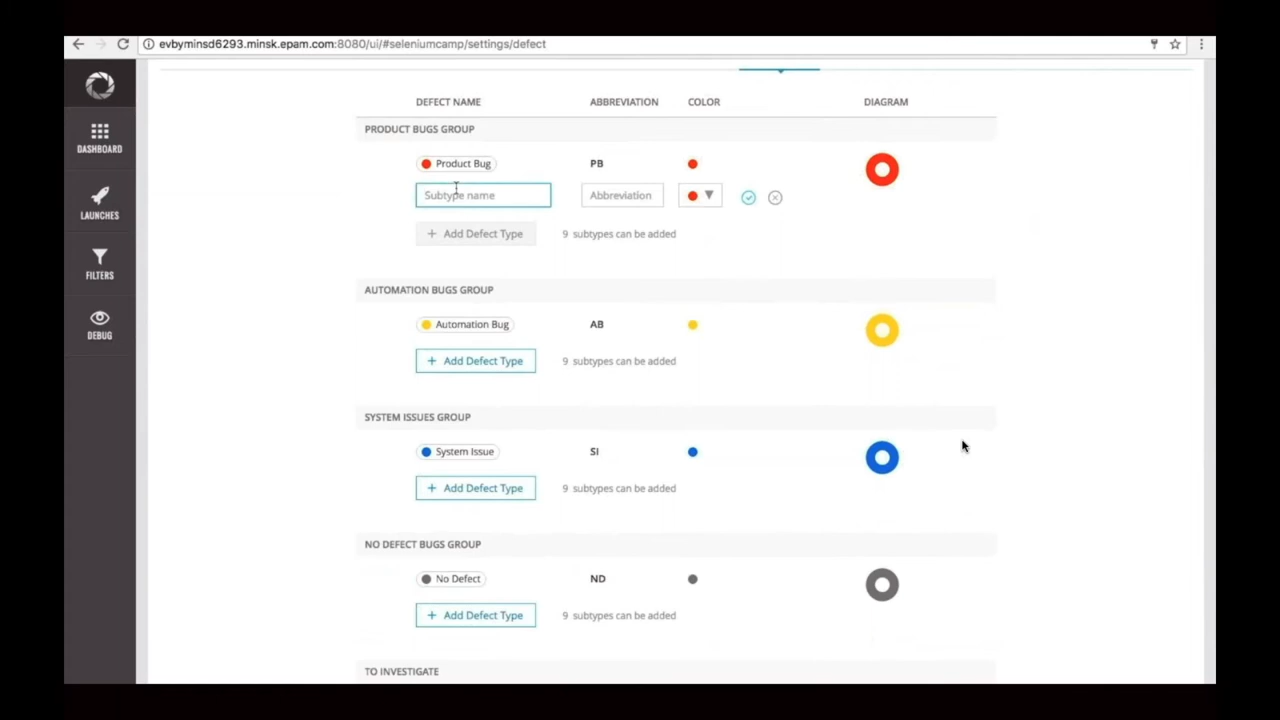 evbyminsd6293.minsk.epam.com:8080/ui/#seleniumcamp/settings/defect
DEFECT NAME ABBREVIATION COLOR DIAGRAM
DASHBOARD
LAUNCHES
FILTERS
DEBUG
PRODUCT BUGS GROUP
Product Bug PB
Subtype name Abbreviation
+ Add Defect Type 9 subtypes can be added
AUTOMATION BUGS GROUP
Automation Bug AB
+ Add Defect Type 9 subtypes can be added
SYSTEM ISSUES GROUP
System Issue SI
+ Add Defect Type 9 subtypes can be added
NO DEFECT BUGS GROUP
No Defect ND
+ Add Defect Type 9 subtypes can be added
TO INVESTIGATE